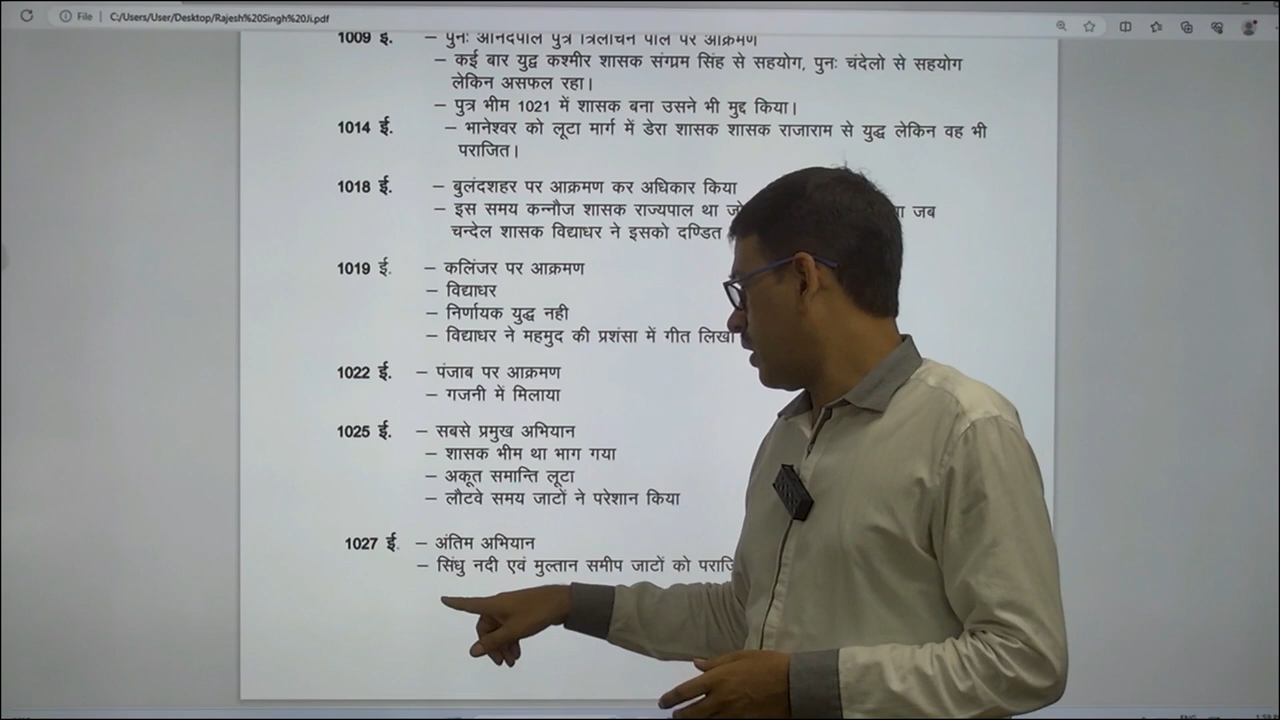 File
C:/Users/User/Desktop/Rajesh%20Singh%20Ji.pdf
1009 ई. – पुनः आनंदपाल पुत्र त्रिलोचन पाल पर आक्रमण
– कई बार युद्व कश्मीर शासक संग्राम सिंह से सहयोग, पुनः चंदेलो से सहयोग
लेकिन असफल रहा।
– पुत्र भीम 1021 में शासक बना उसने भी मुद्द किया।
1014 ई. – भानेश्वर को लूटा मार्ग में डेरा शासक शासक राजाराम से युद्ध लेकिन वह भी
पराजित।
1018 ई. – बुलंदशहर पर आक्रमण कर अधिकार किया
– इस समय कन्नौज शासक राज्यपाल था जो जब
चन्देल शासक विद्याधर ने इसको दण्डित
1019 ई. – कलिंजर पर आक्रमण
– विद्याधर
– निर्णायक युद्ध नही
– विद्याधर ने महमुद की प्रशंसा में गीत लिखा
1022 ई. – पंजाब पर आक्रमण
– गजनी में मिलाया
1025 ई. – सबसे प्रमुख अभियान
– शासक भीम था भाग गया
– अकूत समान्ति लूटा
– लौटवे समय जाटों ने परेशान किया
1027 ई. – अंतिम अभियान
– सिंधु नदी एवं मुल्तान समीप जाटों को